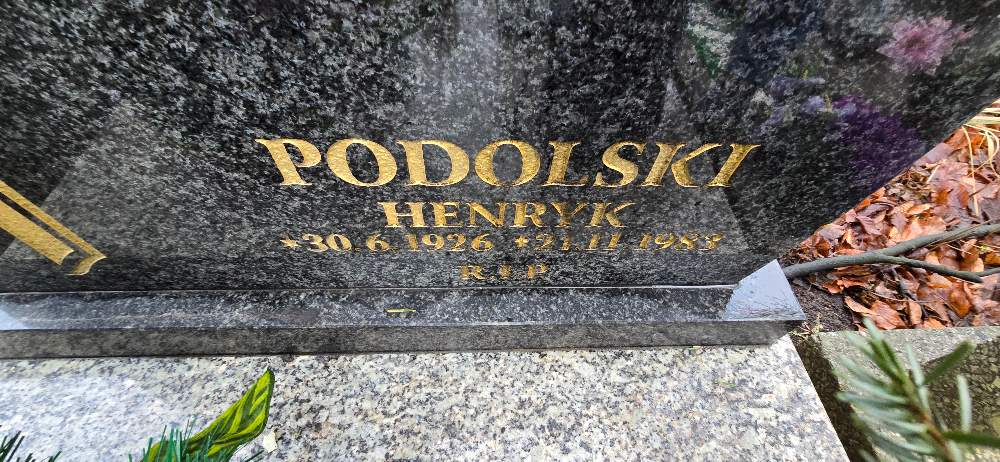 PODOLSKI
HENRYK
*30.6.1926 *21.11.1983
R.I.P